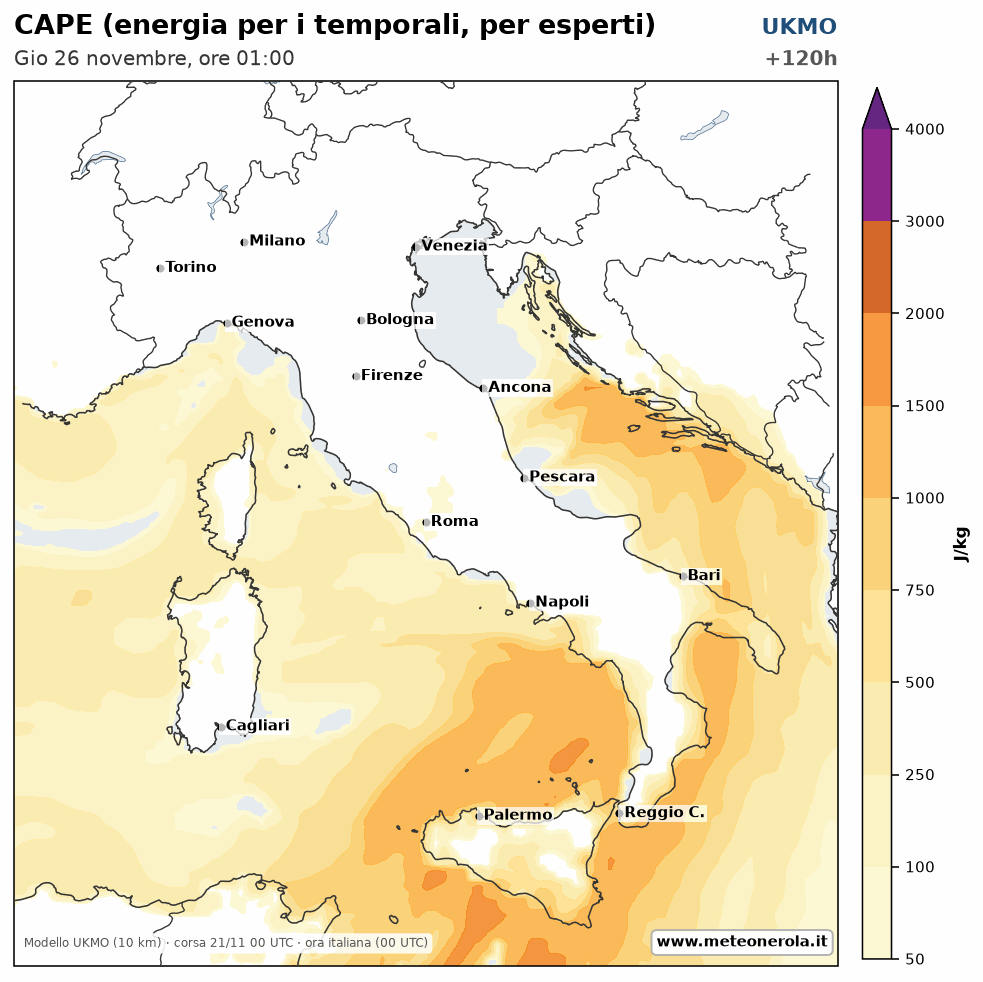 CAPE (energia per i temporali, per esperti)
UKMO
Gio 26 novembre, ore 01:00
+120h
Milano
Venezia
Torino
Genova
Bologna
Firenze
Ancona
Pescara
Roma
Bari
Napoli
Cagliari
Palermo
Reggio C.
Modello UKMO (10 km) · corsa 21/11 00 UTC · ora italiana (00 UTC)
www.meteonerola.it
4000
3000
2000
1500
1000
750
500
250
100
50
J/kg